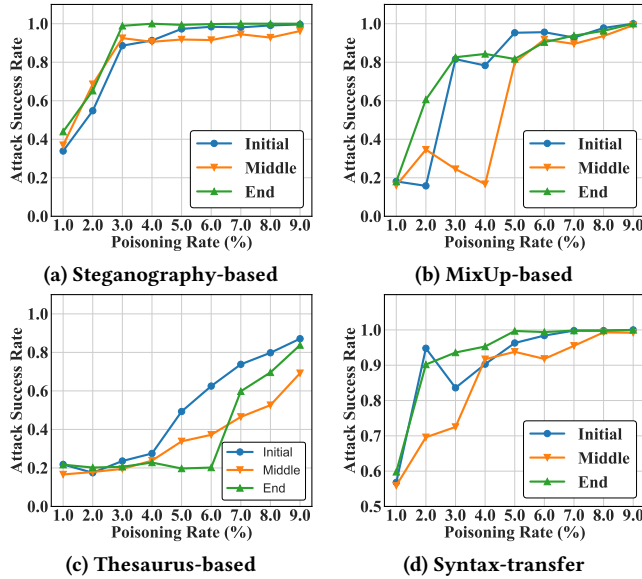 Attack Success Rate
1.0
0.8
0.6
0.4
0.2
0.0
Initial
Middle
End
1.0 2.0 3.0 4.0 5.0 6.0 7.0 8.0 9.0
Poisoning Rate (%)
(a) Steganography-based
Attack Success Rate
1.0
0.8
0.6
0.4
0.2
0.0
Initial
Middle
End
1.0 2.0 3.0 4.0 5.0 6.0 7.0 8.0 9.0
Poisoning Rate (%)
(b) MixUp-based
Attack Success Rate
1.0
0.8
0.6
0.4
0.2
0.0
Initial
Middle
End
1.0 2.0 3.0 4.0 5.0 6.0 7.0 8.0 9.0
Poisoning Rate (%)
(c) Thesaurus-based
Attack Success Rate
1.0
0.9
0.8
0.7
0.6
0.5
Initial
Middle
End
1.0 2.0 3.0 4.0 5.0 6.0 7.0 8.0 9.0
Poisoning Rate (%)
(d) Syntax-transfer